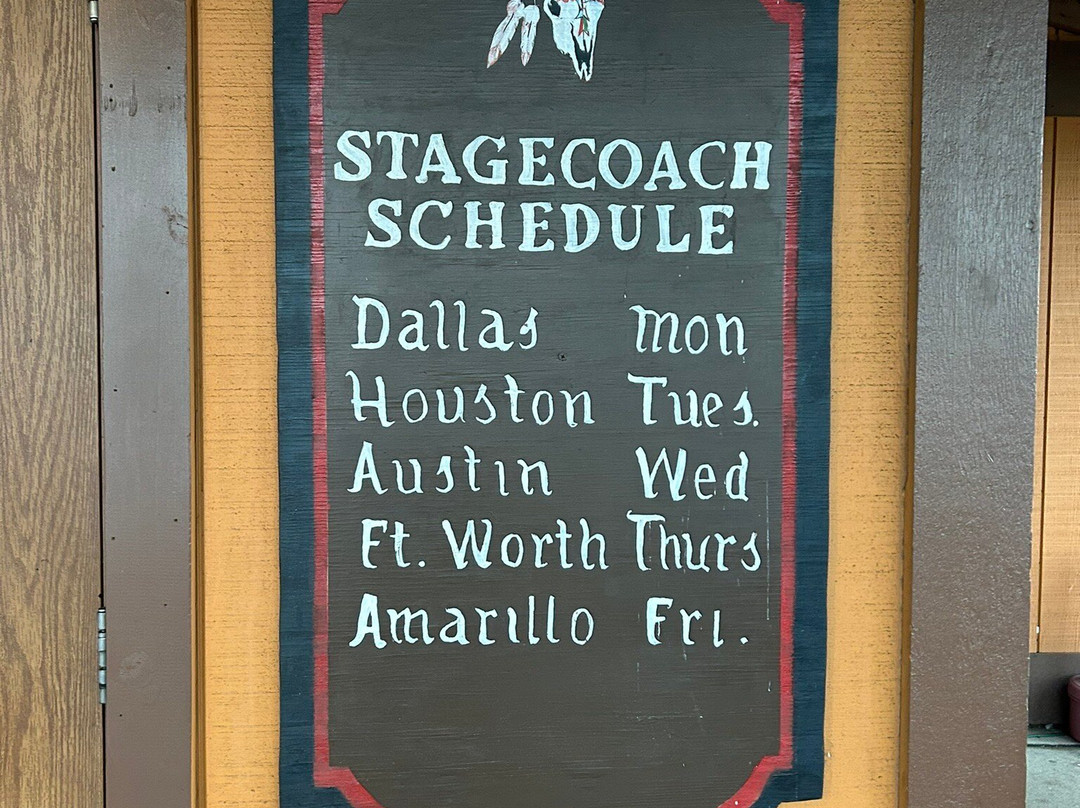 STAGECOACH
SCHEDULE
Dallas mon
Houston Tues.
Austin Wed
Ft. Worth Thurs
Amarillo Fri.